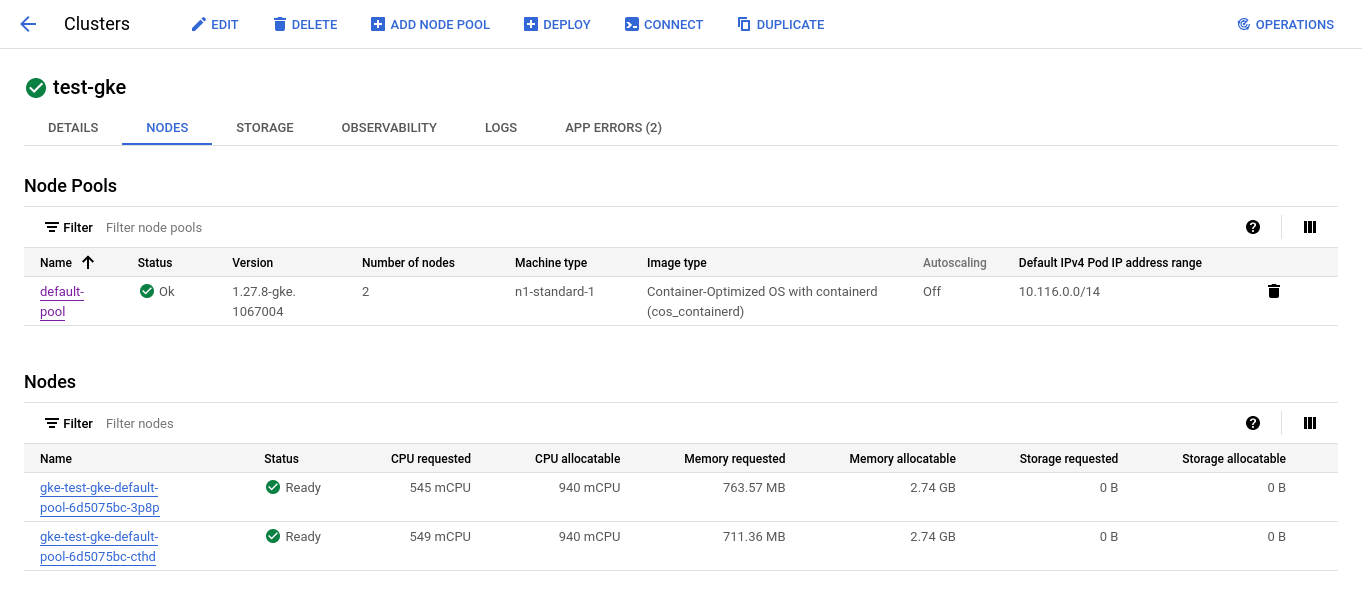 Clusters EDIT DELETE ADD NODE POOL DEPLOY CONNECT DUPLICATE OPERATIONS
test-gke
DETAILS NODES STORAGE OBSERVABILITY LOGS APP ERRORS (2)
Node Pools
Filter Filter node pools
Name Status Version Number of nodes Machine type Image type Autoscaling Default IPv4 Pod IP address range
default- Ok 1.27.8-gke. 2 n1-standard-1 Container-Optimized OS with containerd Off 10.116.0.0/14
pool 1067004 (cos_containerd)
Nodes
Filter Filter nodes
Name Status CPU requested CPU allocatable Memory requested Memory allocatable Storage requested Storage allocatable
gke-test-gke-default- Ready 545 mCPU 940 mCPU 763.57 MB 2.74 GB 0 B 0 B
pool-6d5075bc-3p8p
gke-test-gke-default- Ready 549 mCPU 940 mCPU 711.36 MB 2.74 GB 0 B 0 B
pool-6d5075bc-cthd